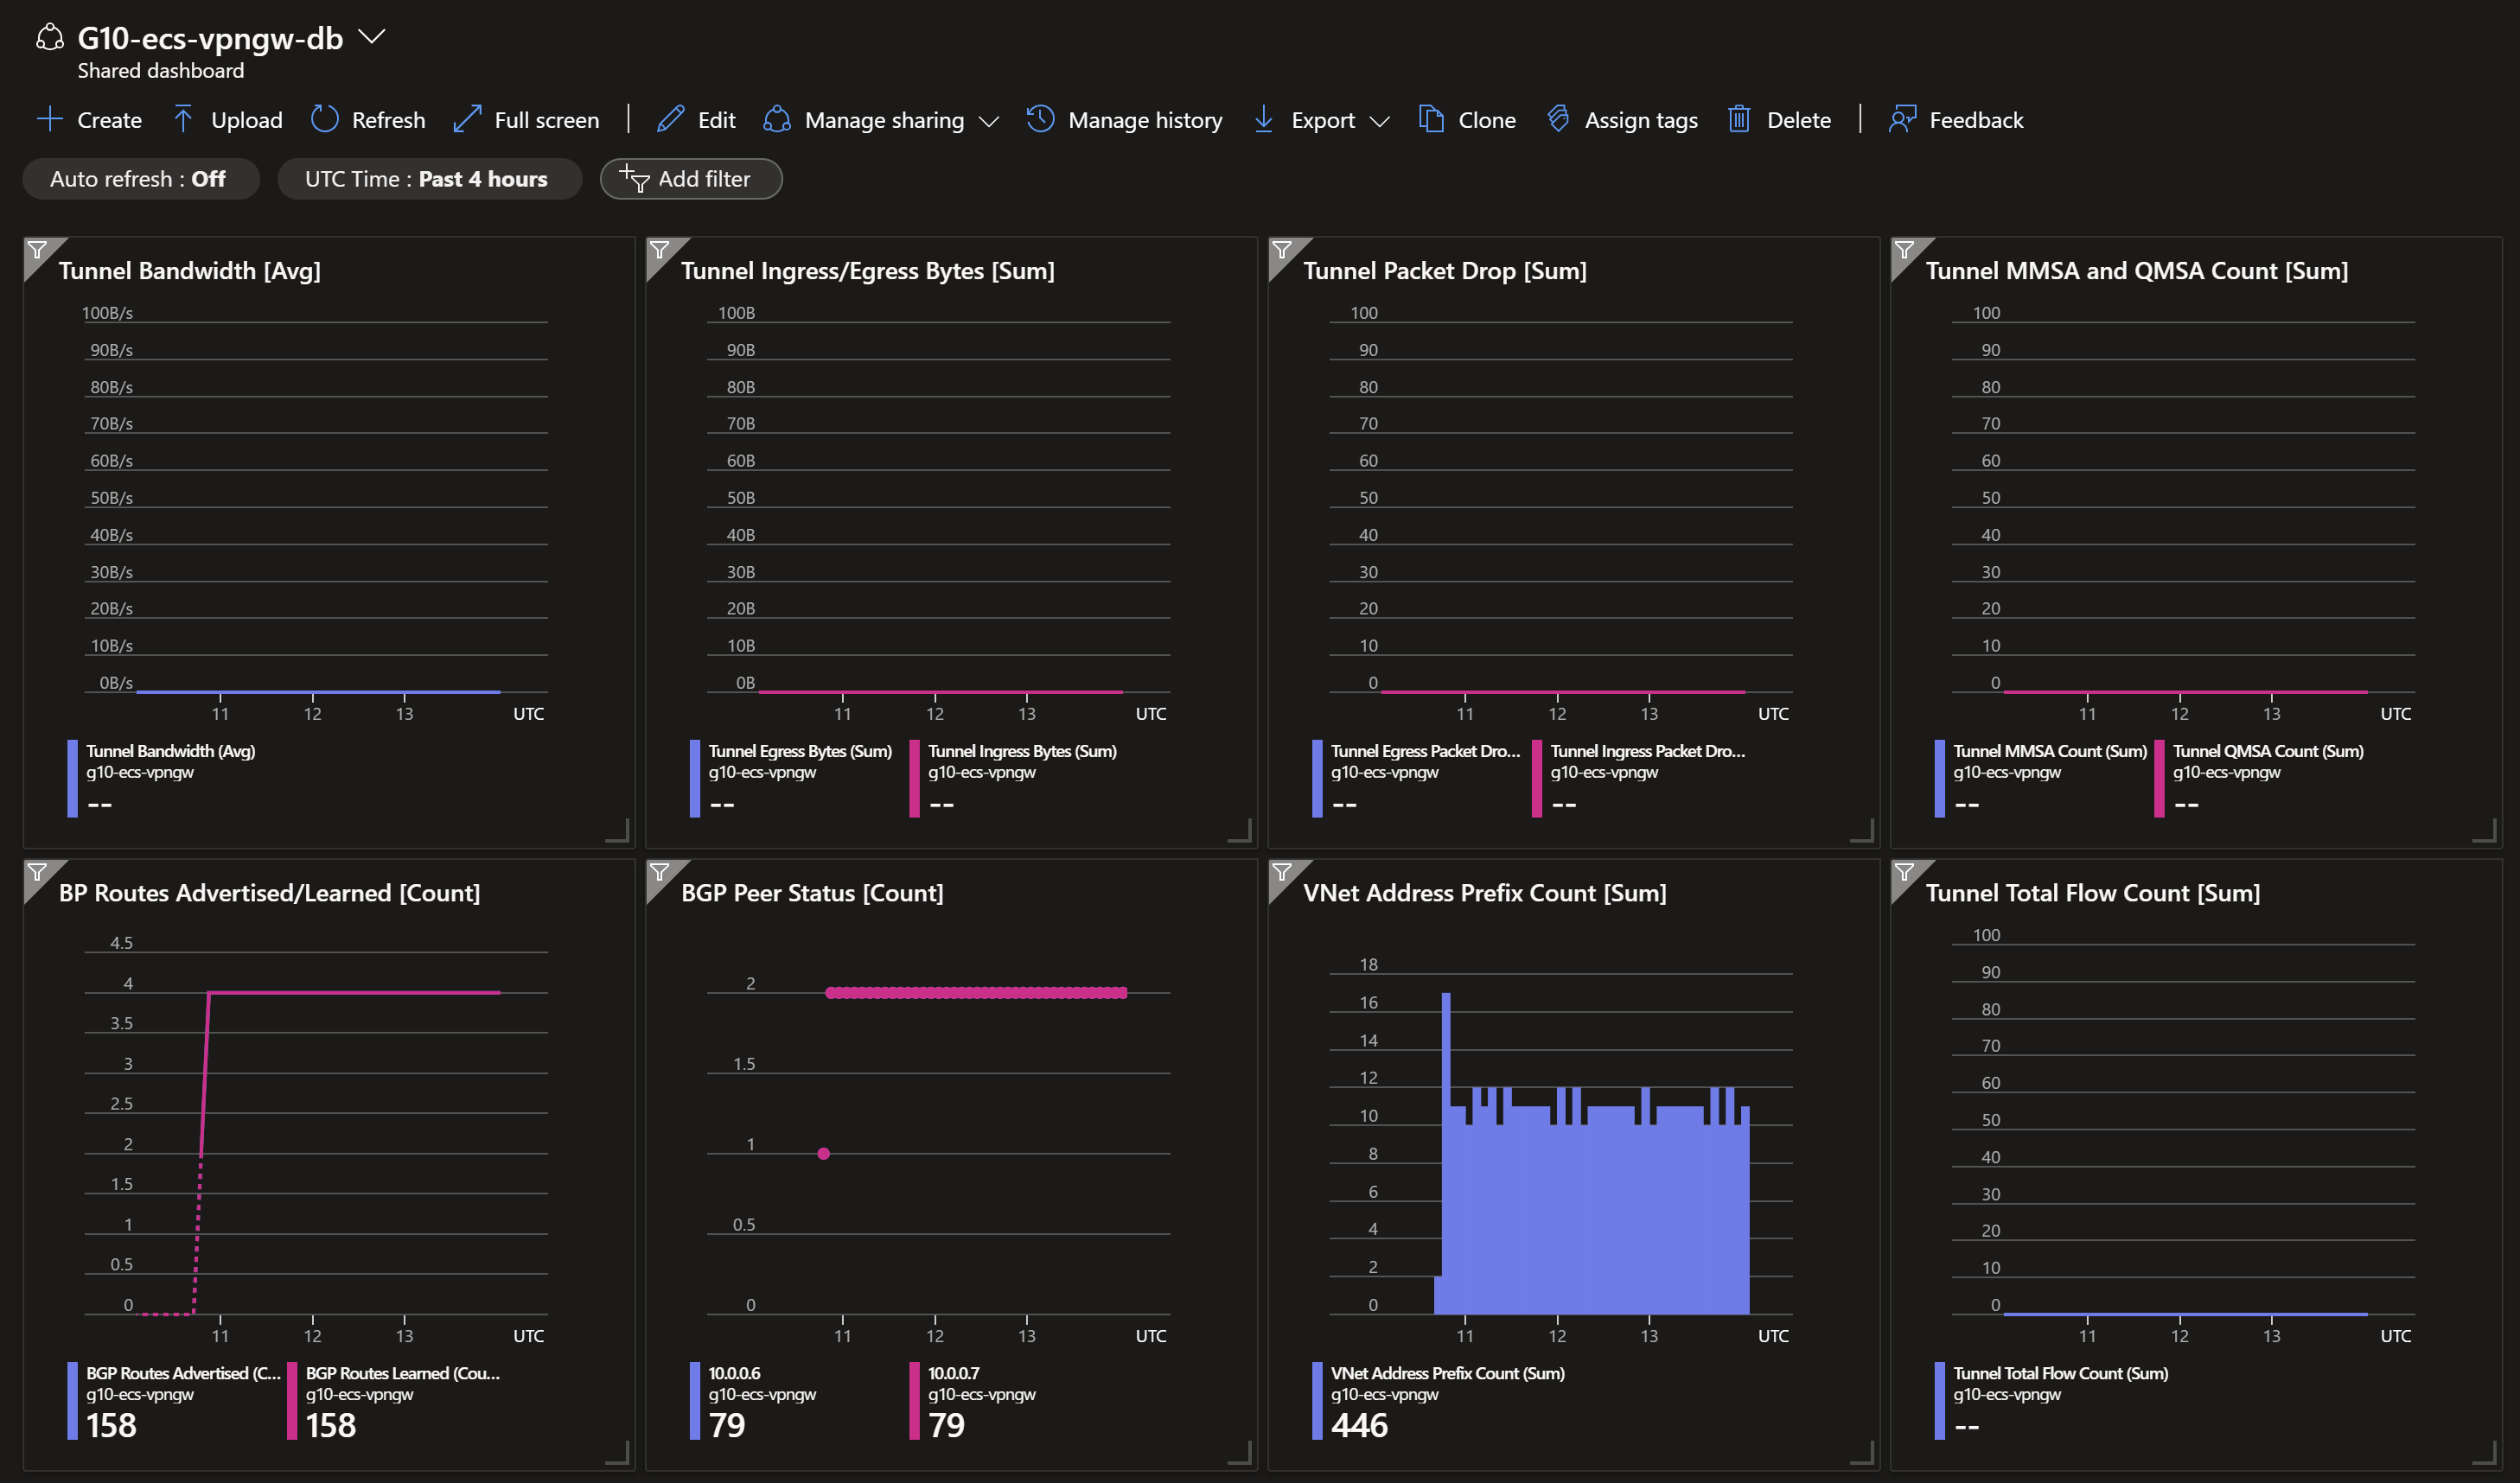 G10-ecs-vpngw-db
Shared dashboard
Create Upload Refresh Full screen Edit Manage sharing Manage history Export Clone Assign tags Delete Feedback
Auto refresh : Off UTC Time : Past 4 hours Add filter
Tunnel Bandwidth [Avg]
100B/s
90B/s
80B/s
70B/s
60B/s
50B/s
40B/s
30B/s
20B/s
10B/s
0B/s
11 12 13 UTC
Tunnel Bandwidth (Avg)
g10-ecs-vpngw
--
Tunnel Ingress/Egress Bytes [Sum]
100B
90B
80B
70B
60B
50B
40B
30B
20B
10B
0B
11 12 13 UTC
Tunnel Egress Bytes (Sum) Tunnel Ingress Bytes (Sum)
g10-ecs-vpngw g10-ecs-vpngw
-- --
Tunnel Packet Drop [Sum]
100
90
80
70
60
50
40
30
20
10
0
11 12 13 UTC
Tunnel Egress Packet Dro... Tunnel Ingress Packet Dro...
g10-ecs-vpngw g10-ecs-vpngw
-- --
Tunnel MMSA and QMSA Count [Sum]
100
90
80
70
60
50
40
30
20
10
0
11 12 13 UTC
Tunnel MMSA Count (Sum) Tunnel QMSA Count (Sum)
g10-ecs-vpngw g10-ecs-vpngw
-- --
BP Routes Advertised/Learned [Count]
4.5
4
3.5
3
2.5
2
1.5
1
0.5
0
11 12 13 UTC
BGP Routes Advertised (C... BGP Routes Learned (Cou...
g10-ecs-vpngw g10-ecs-vpngw
158 158
BGP Peer Status [Count]
2
1.5
1
0.5
0
11 12 13 UTC
10.0.0.6 10.0.0.7
g10-ecs-vpngw g10-ecs-vpngw
79 79
VNet Address Prefix Count [Sum]
18
16
14
12
10
8
6
4
2
0
11 12 13 UTC
VNet Address Prefix Count (Sum)
g10-ecs-vpngw
446
Tunnel Total Flow Count [Sum]
100
90
80
70
60
50
40
30
20
10
0
11 12 13 UTC
Tunnel Total Flow Count (Sum)
g10-ecs-vpngw
--